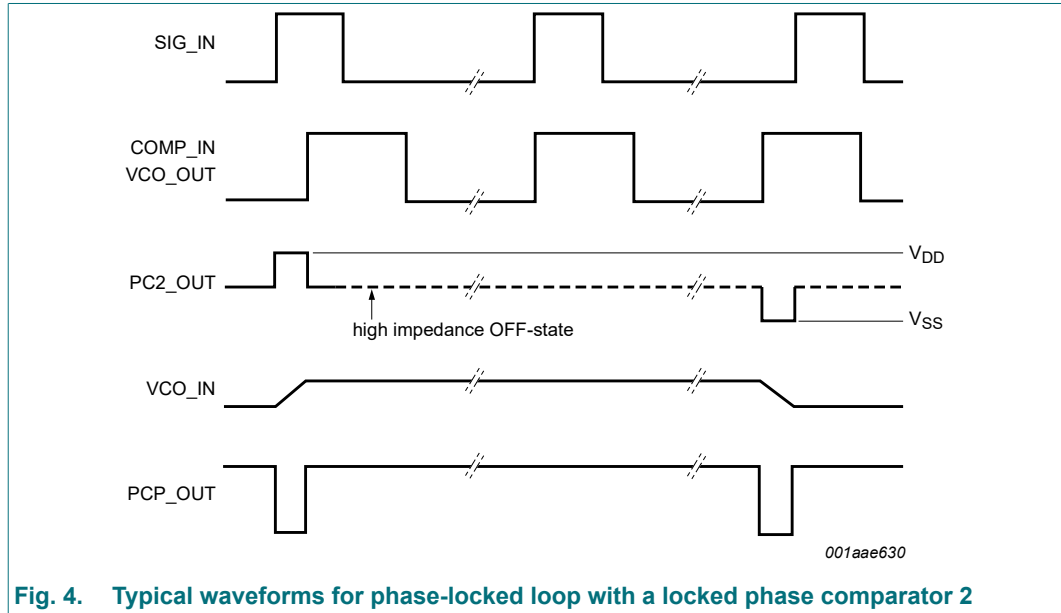 SIG_IN
COMP_IN
VCO_OUT
PC2_OUT
V_DD
high impedance OFF-state
V_SS
VCO_IN
PCP_OUT
001aae630
Fig. 4. Typical waveforms for phase-locked loop with a locked phase comparator 2